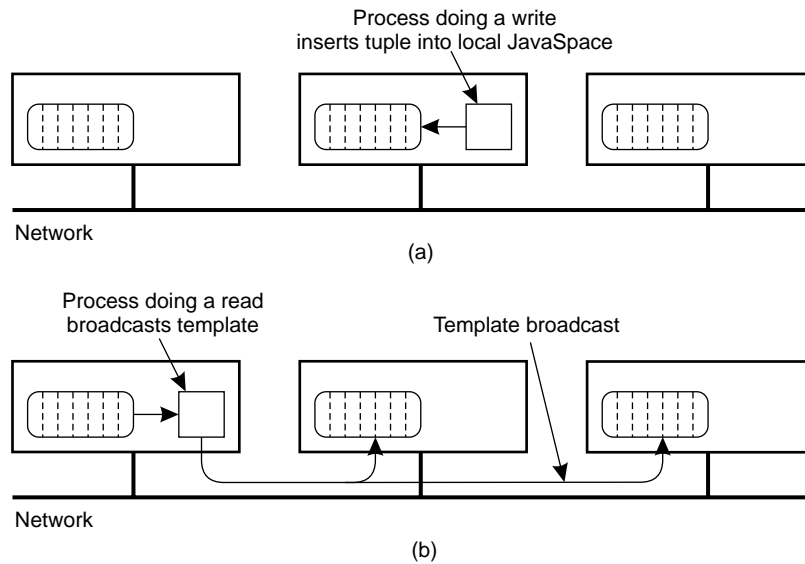 Process doing a write
inserts tuple into local JavaSpace
Network
(a)
Process doing a read
broadcasts template
Template broadcast
Network
(b)